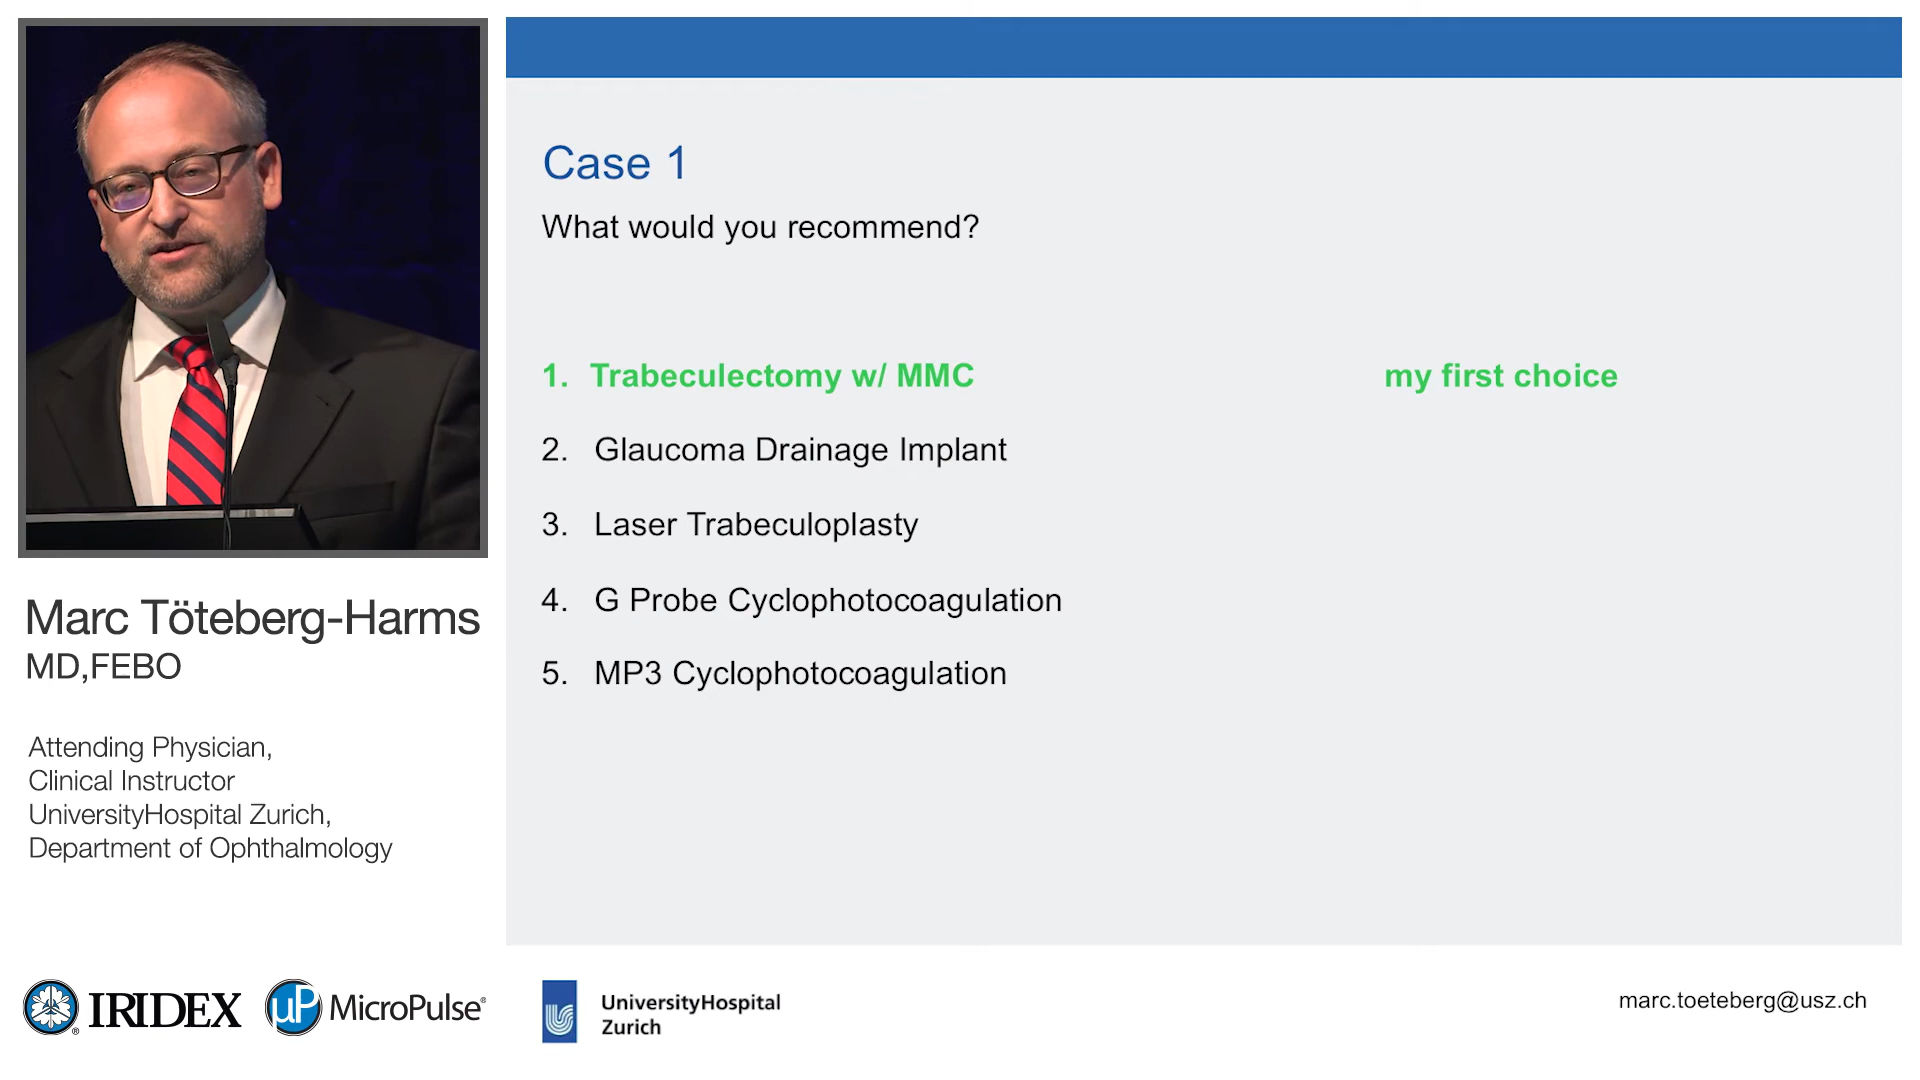 Case 1
What would you recommend?
1. Trabeculectomy w/ MMC my first choice
2. Glaucoma Drainage Implant
3. Laser Trabeculoplasty
4. G Probe Cyclophotocoagulation
5. MP3 Cyclophotocoagulation
Marc Töteberg-Harms
MD,FEBO
Attending Physician,
Clinical Instructor
UniversityHospital Zurich,
Department of Ophthalmology
IRIDEX ®
µP MicroPulse®
UniversityHospital
Zurich
marc.toeteberg@usz.ch